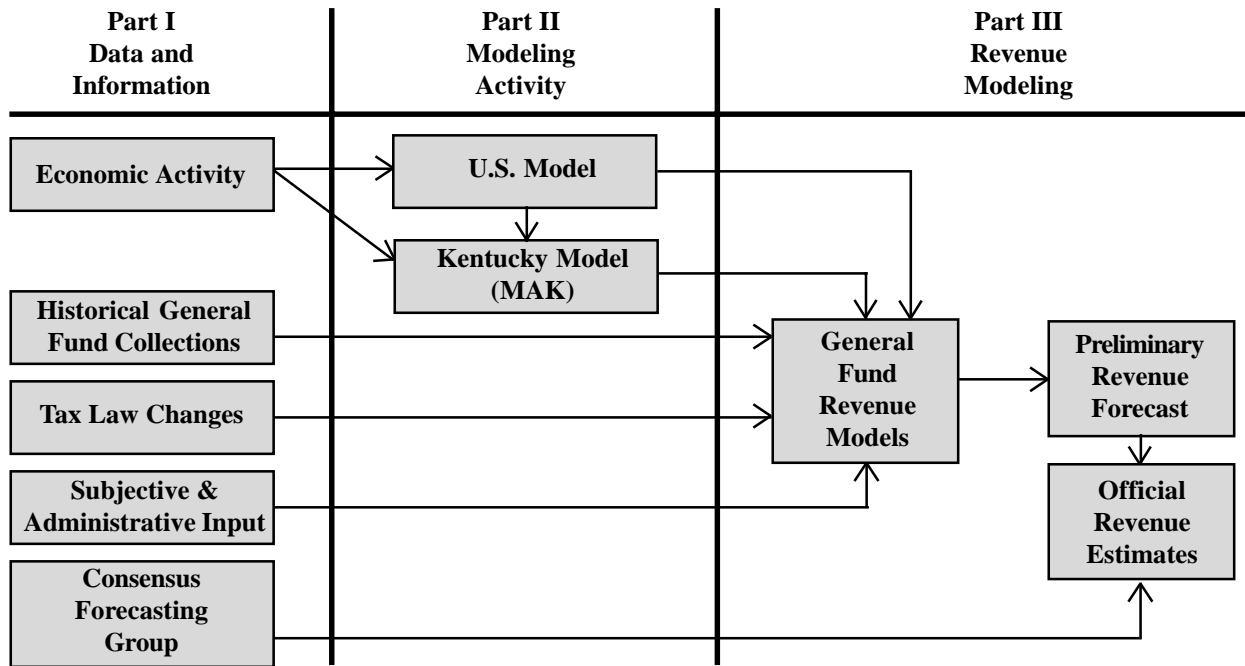 Part I
Data and
Information
Part II
Modeling
Activity
Part III
Revenue
Modeling
Economic Activity
U.S. Model
Kentucky Model
(MAK)
Historical General
Fund Collections
Tax Law Changes
Subjective &
Administrative Input
Consensus
Forecasting
Group
General
Fund
Revenue
Models
Preliminary
Revenue
Forecast
Official
Revenue
Estimates